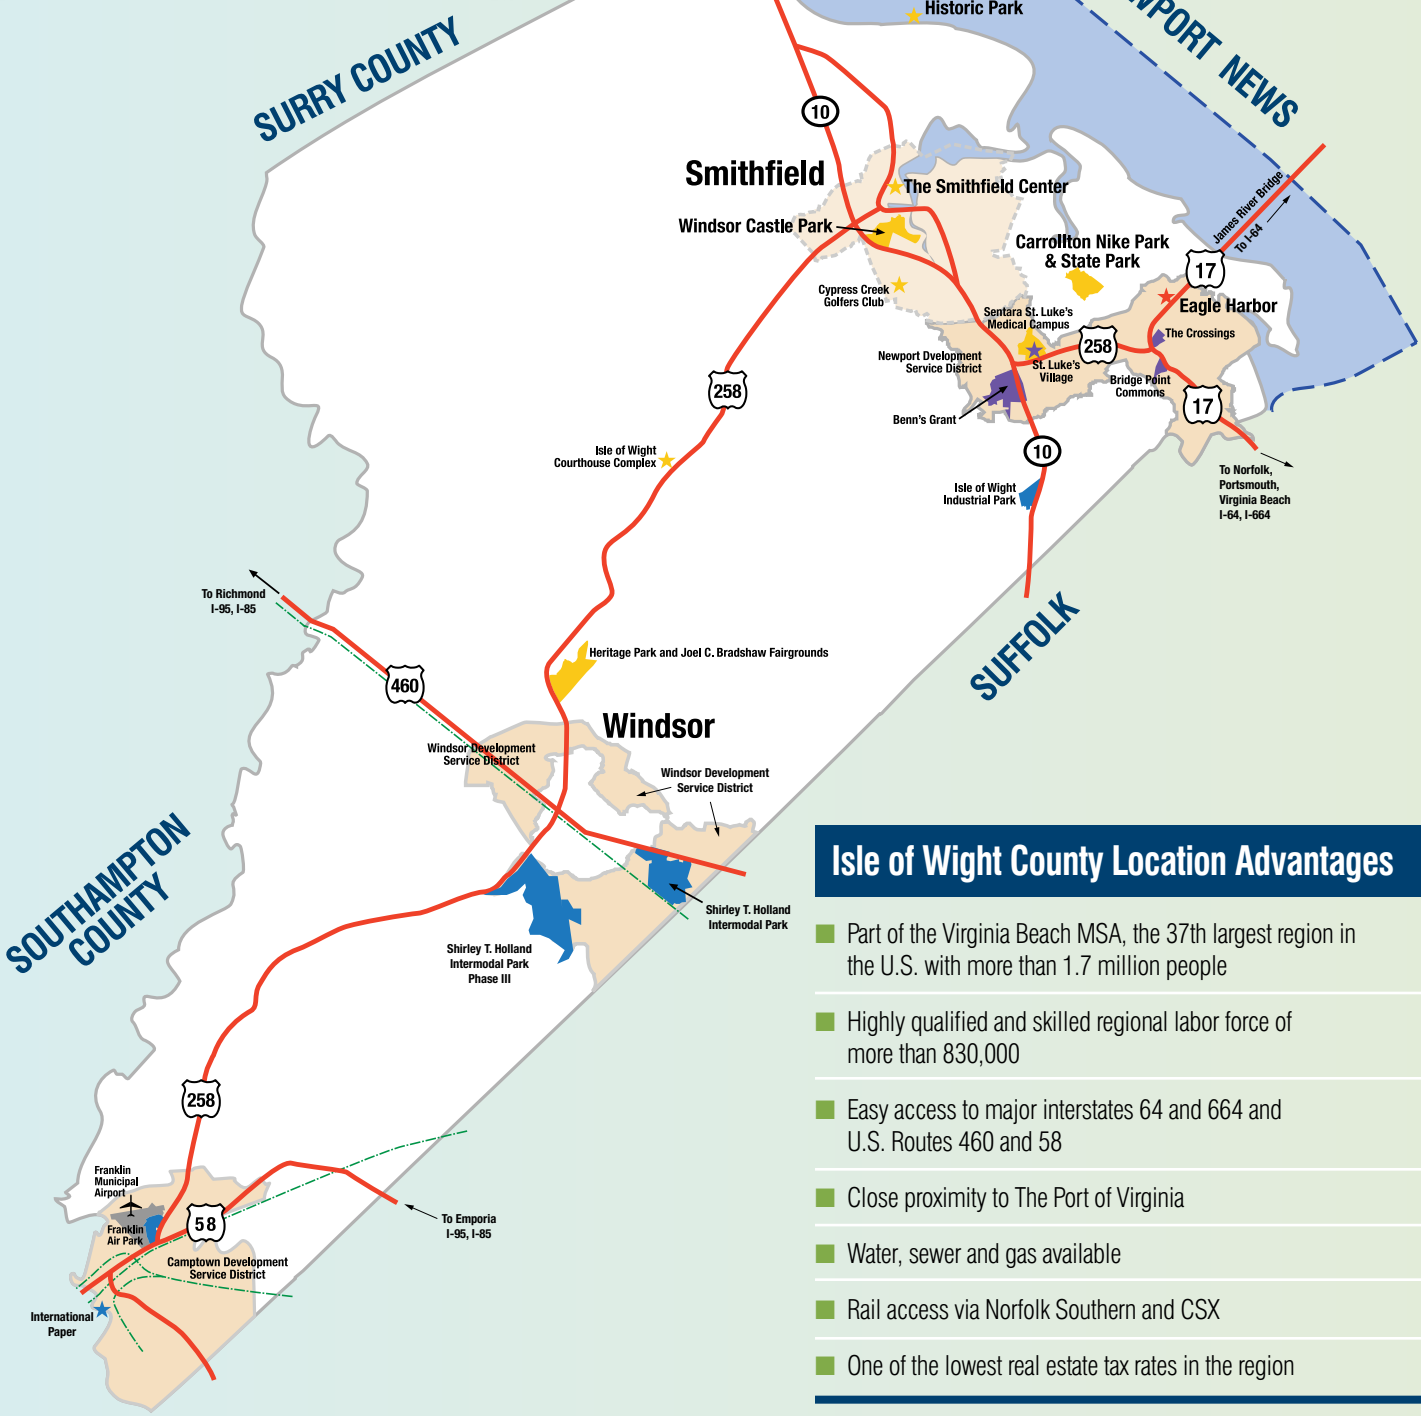 Historic Park
WPORT NEWS
SURRY COUNTY
10
Smithfield
The Smithfield Center
Windsor Castle Park
James River Bridge
To I-64
Carrollton Nike Park
& State Park
17
Cypress Creek
Golfers Club
Eagle Harbor
Sentara St. Luke's
Medical Campus
The Crossings
258
Newport Dvelopment
Service District
St. Luke's
Village
Bridge Point
Commons
258
17
Benn's Grant
10
Isle of Wight
Courthouse Complex
To Norfolk,
Portsmouth,
Virginia Beach
I-64, I-664
Isle of Wight
Industrial Park
To Richmond
I-95, I-85
SUFFOLK
Heritage Park and Joel C. Bradshaw Fairgrounds
460
Windsor
Windsor Development
Service District
Windsor Development
Service District
SOUTHAMPTON
COUNTY
Shirley T. Holland
Intermodal Park
Shirley T. Holland
Intermodal Park
Phase III
258
Franklin
Municipal
Airport
Franklin
Air Park
58
To Emporia
I-95, I-85
Camptown Development
Service District
International
Paper
Isle of Wight County Location Advantages
Part of the Virginia Beach MSA, the 37th largest region in
the U.S. with more than 1.7 million people
Highly qualified and skilled regional labor force of
more than 830,000
Easy access to major interstates 64 and 664 and
U.S. Routes 460 and 58
Close proximity to The Port of Virginia
Water, sewer and gas available
Rail access via Norfolk Southern and CSX
One of the lowest real estate tax rates in the region